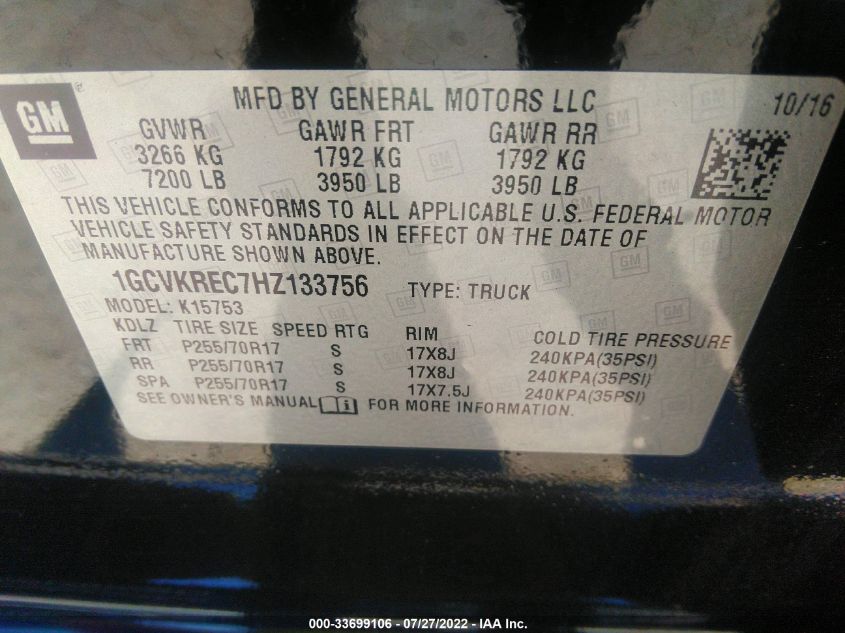 GM
MFD BY GENERAL MOTORS LLC 10/16
GVWR GAWR FRT GAWR RR
3266 KG 1792 KG 1792 KG
7200 LB 3950 LB 3950 LB
THIS VEHICLE CONFORMS TO ALL APPLICABLE U.S. FEDERAL MOTOR
VEHICLE SAFETY STANDARDS IN EFFECT ON THE DATE OF
MANUFACTURE SHOWN ABOVE.
1GCVKREC7HZ133756 TYPE: TRUCK
MODEL: K15753
KDLZ TIRE SIZE SPEED RTG RIM COLD TIRE PRESSURE
FRT P255/70R17 S 17X8J 240KPA(35PSI)
RR P255/70R17 S 17X8J 240KPA(35PSI)
SPA P255/70R17 S 17X7.5J 240KPA(35PSI)
SEE OWNER'S MANUAL FOR MORE INFORMATION.
000-33699106 - 07/27/2022 - IAA Inc.